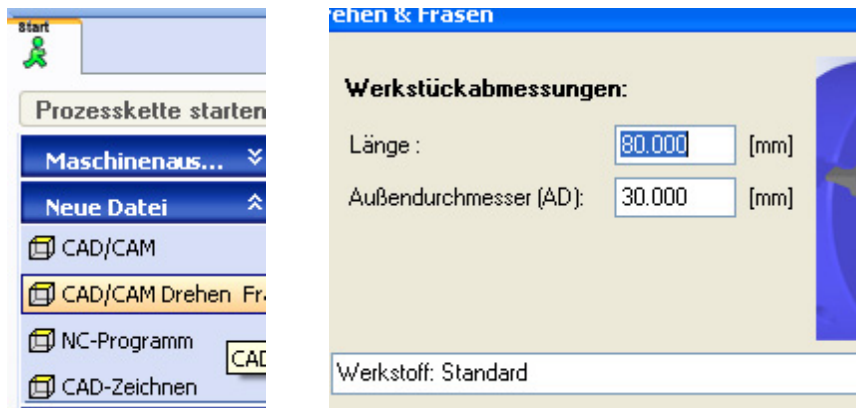 Start
Prozesskette starten
Maschinenaus...
Neue Datei
CAD/CAM
CAD/CAM Drehen Fr
NC-Programm
CAD
CAD-Zeichnen
rehen & Fräsen
Werkstückabmessungen:
Länge : 80.000 [mm]
Außendurchmesser (AD): 30.000 [mm]
Werkstoff: Standard